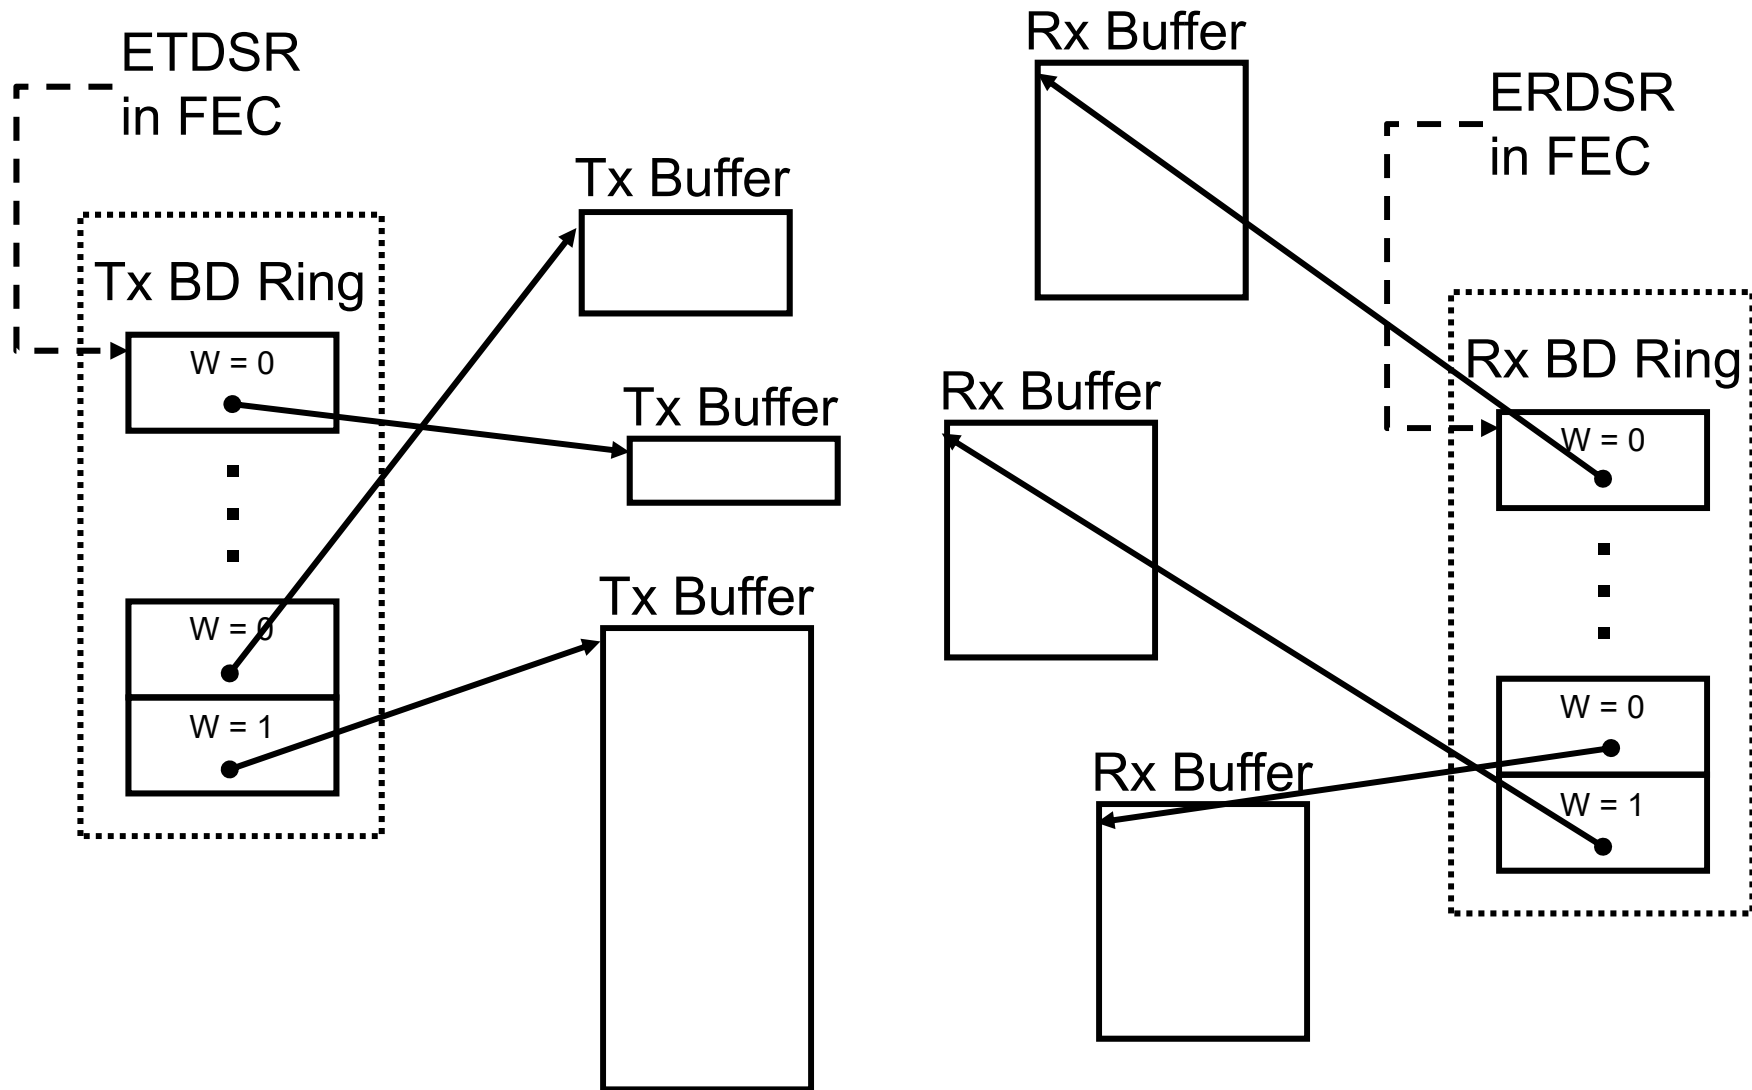 ETDSR
in FEC
Tx BD Ring
W = 0
W = 0
W = 1
Tx Buffer
Tx Buffer
Tx Buffer
Rx Buffer
Rx Buffer
Rx Buffer
ERDSR
in FEC
Rx BD Ring
W = 0
W = 0
W = 1